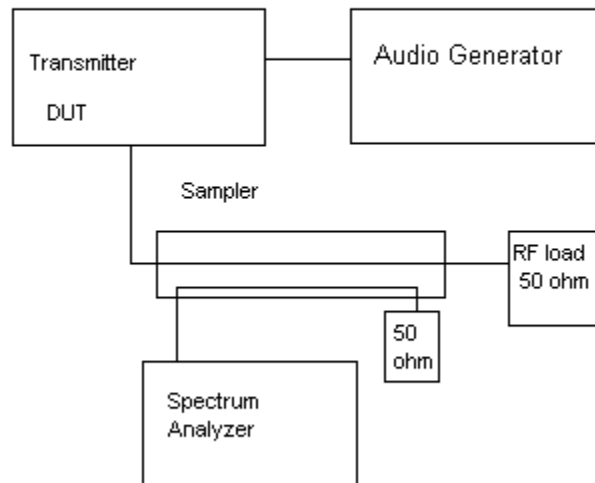 Transmitter
DUT
Audio Generator
Sampler
RF load
50 ohm
50
ohm
Spectrum
Analyzer